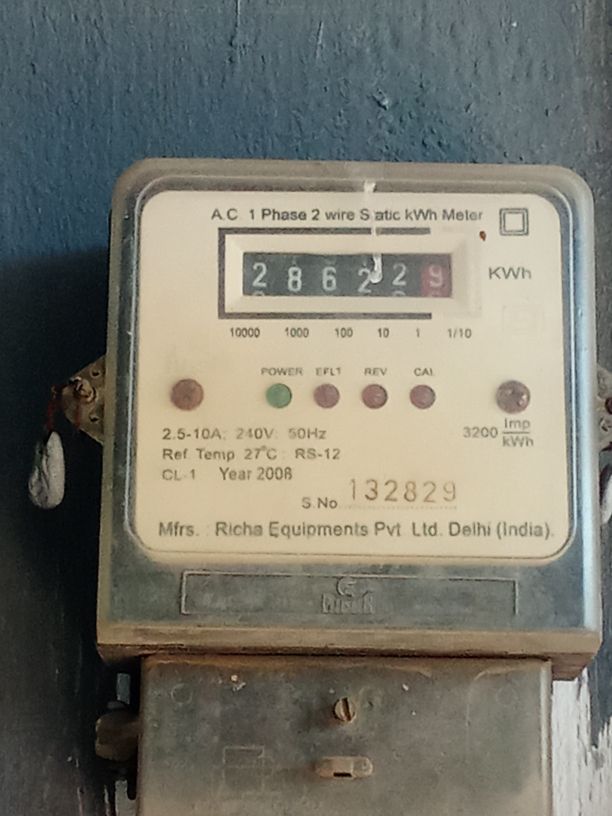 A.C. 1 Phase 2 wire Static kWh Meter
2 8 6 2 2 9 KWh
10000 1000 100 10 1 1/10
POWER EFLT REV CAL
2.5-10A; 240V; 50Hz
3200 Imp/kWh
Ref Temp 27°C : RS-12
CL-1 Year 2008
S.No. 132829
Mfrs. : Richa Equipments Pvt. Ltd. Delhi (India).